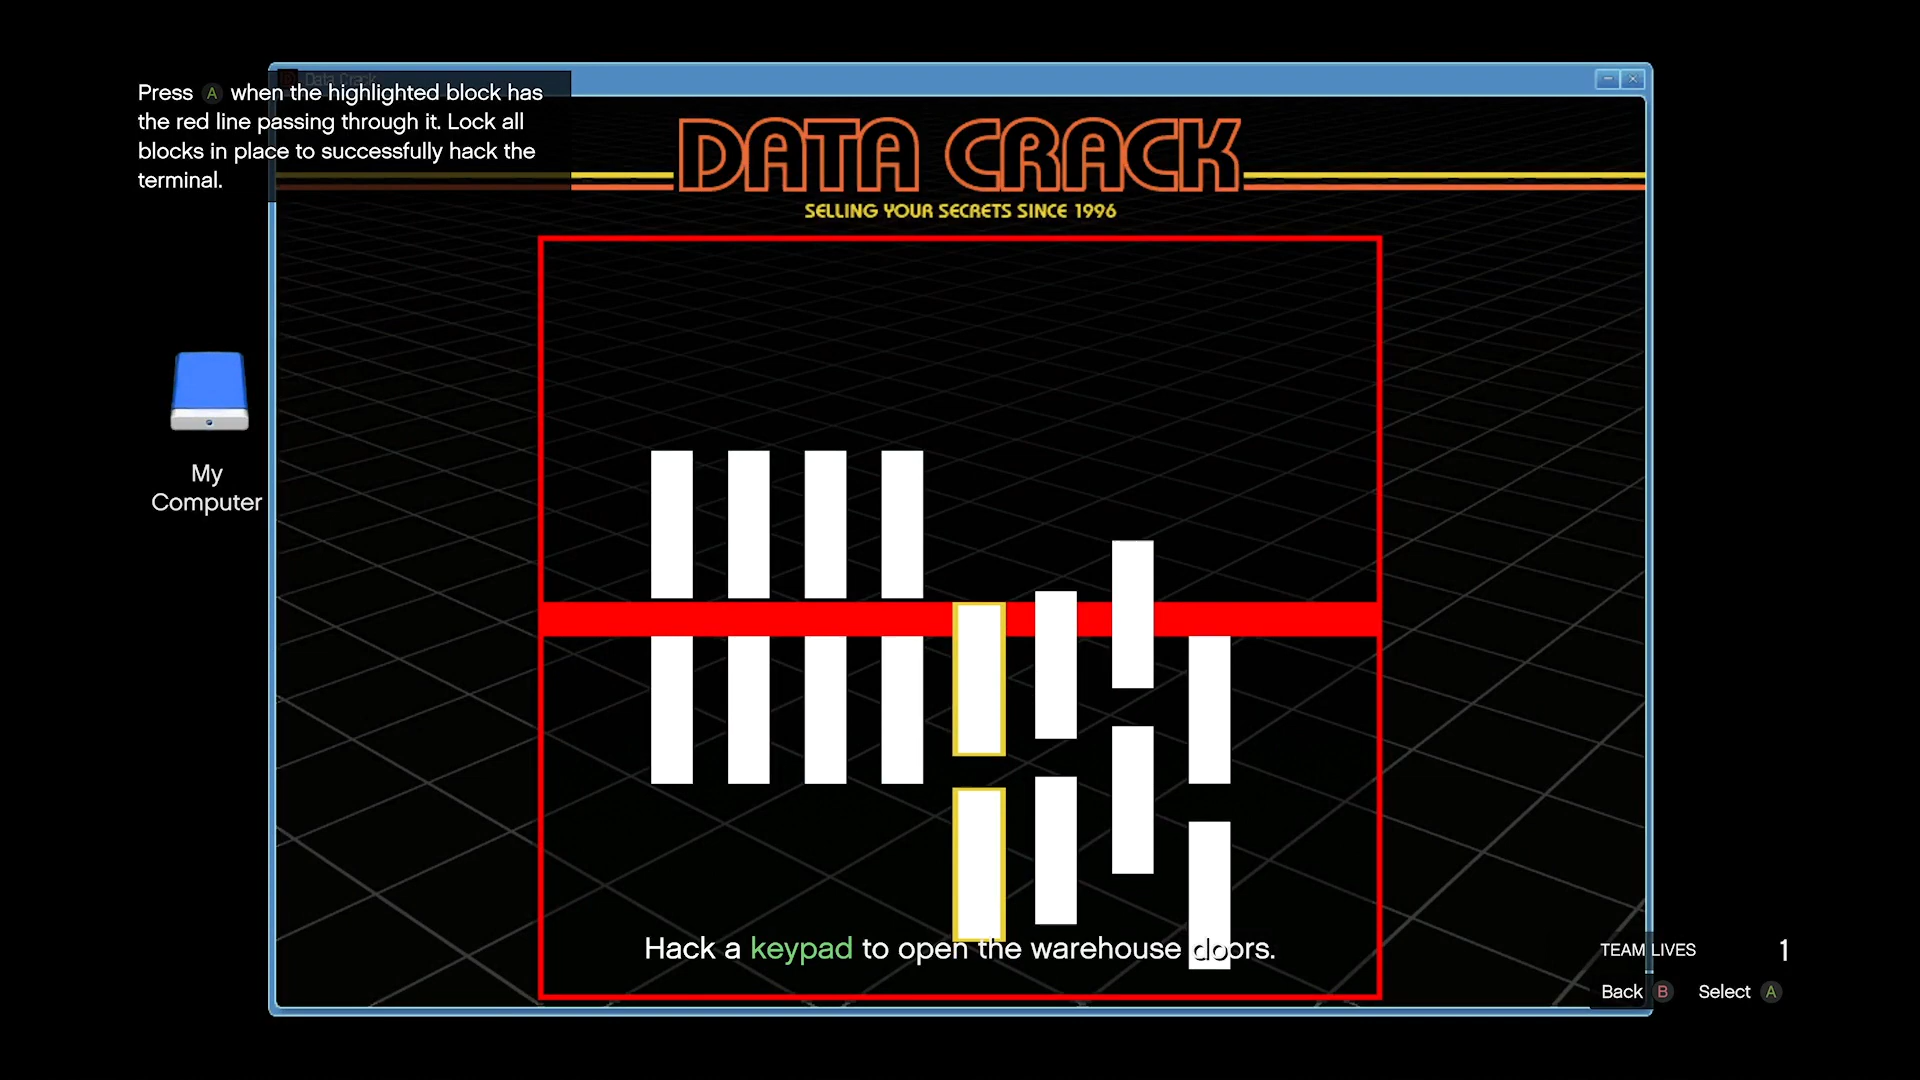 Data Crack
Press A when the highlighted block has
the red line passing through it. Lock all
blocks in place to successfully hack the
terminal.
DATA CRACK
SELLING YOUR SECRETS SINCE 1996
My
Computer
Hack a keypad to open the warehouse doors.
TEAM LIVES 1
Back B Select A